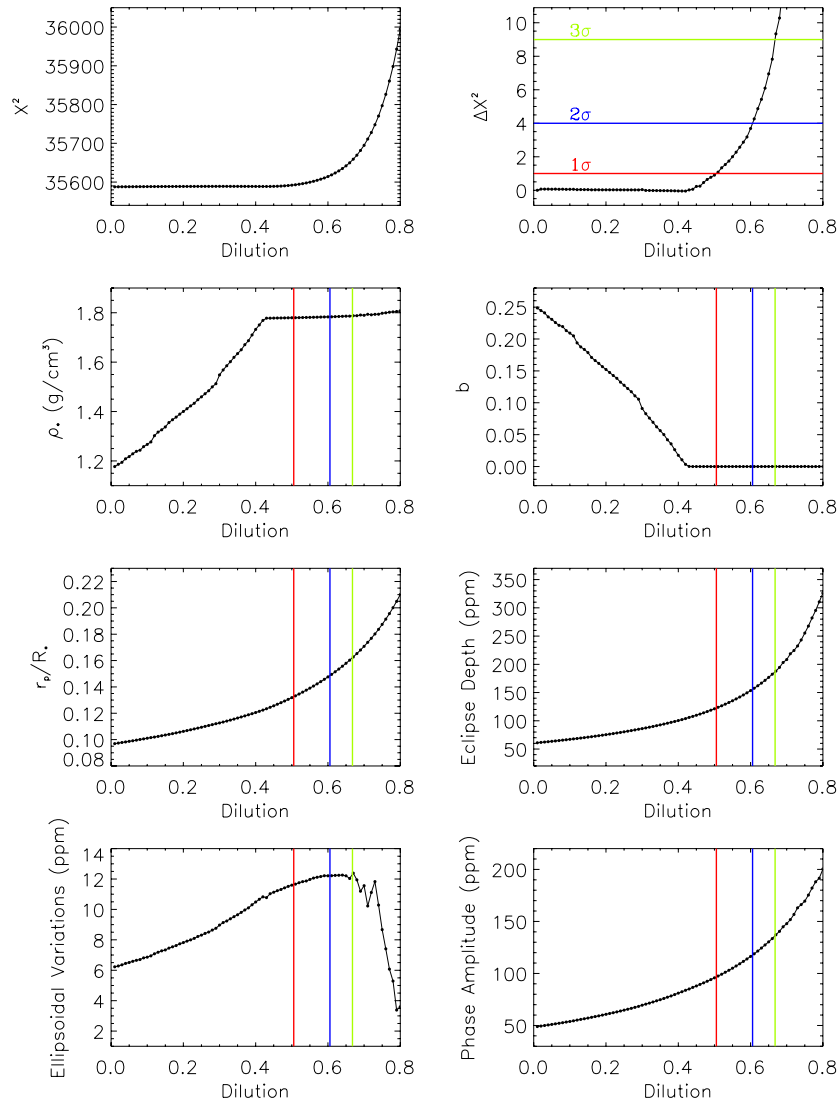 36000
35900
35800
35700
35600
χ²
0.0 0.2 0.4 0.6 0.8
Dilution
10
8
6
4
2
0
Δχ²
3σ
2σ
1σ
0.0 0.2 0.4 0.6 0.8
Dilution
1.8
1.6
1.4
1.2
ρ⋆ (g/cm³)
0.0 0.2 0.4 0.6 0.8
Dilution
0.25
0.20
0.15
0.10
0.05
0.00
b
0.0 0.2 0.4 0.6 0.8
Dilution
0.22
0.20
0.18
0.16
0.14
0.12
0.10
0.08
rₚ/R⋆
0.0 0.2 0.4 0.6 0.8
Dilution
350
300
250
200
150
100
50
Eclipse Depth (ppm)
0.0 0.2 0.4 0.6 0.8
Dilution
14
12
10
8
6
4
2
Ellipsoidal Variations (ppm)
0.0 0.2 0.4 0.6 0.8
Dilution
200
150
100
50
Phase Amplitude (ppm)
0.0 0.2 0.4 0.6 0.8
Dilution